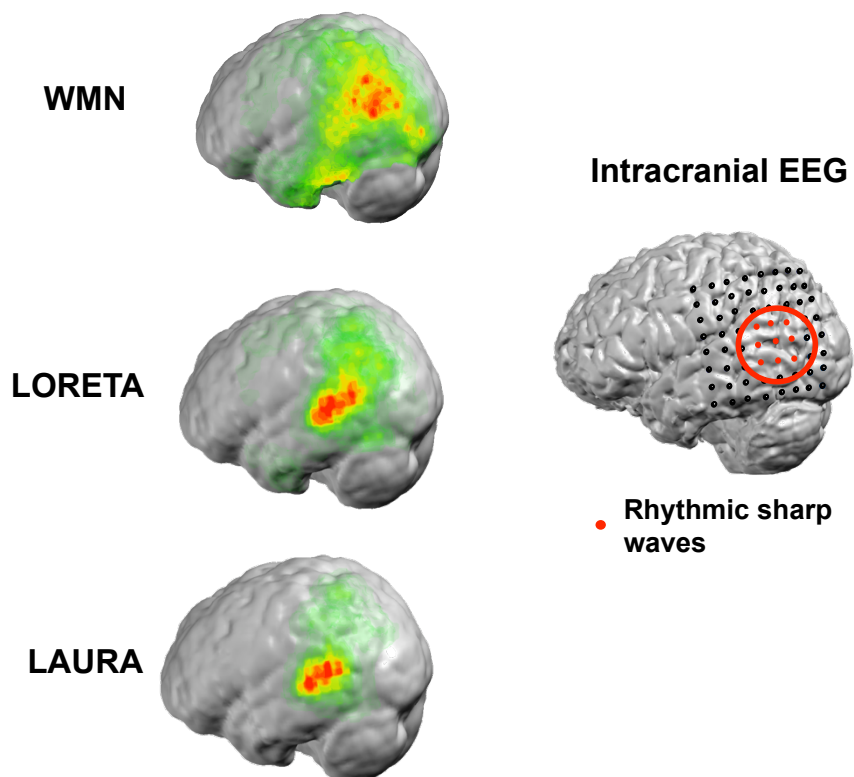 WMN
Intracranial EEG
LORETA
Rhythmic sharp
waves
LAURA